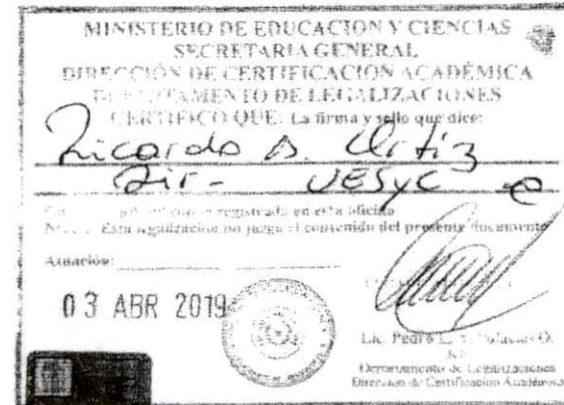 MINISTERIO DE EDUCACION Y CIENCIAS
SECRETARIA GENERAL
DIRECCIÓN DE CERTIFICACION ACADÉMICA
DEPARTAMENTO DE LEGALIZACIONES
CERTIFICO QUE: La firma y sello que dice:
Ricardo D. Ortiz
Dir - UESyC
registrada en esta oficina
Esta legalización no juzga el contenido del presente documento
Asunción:
03 ABR 2019
Lic. Pedro
Departamento de Legalizaciones
Dirección de Certificación Académica